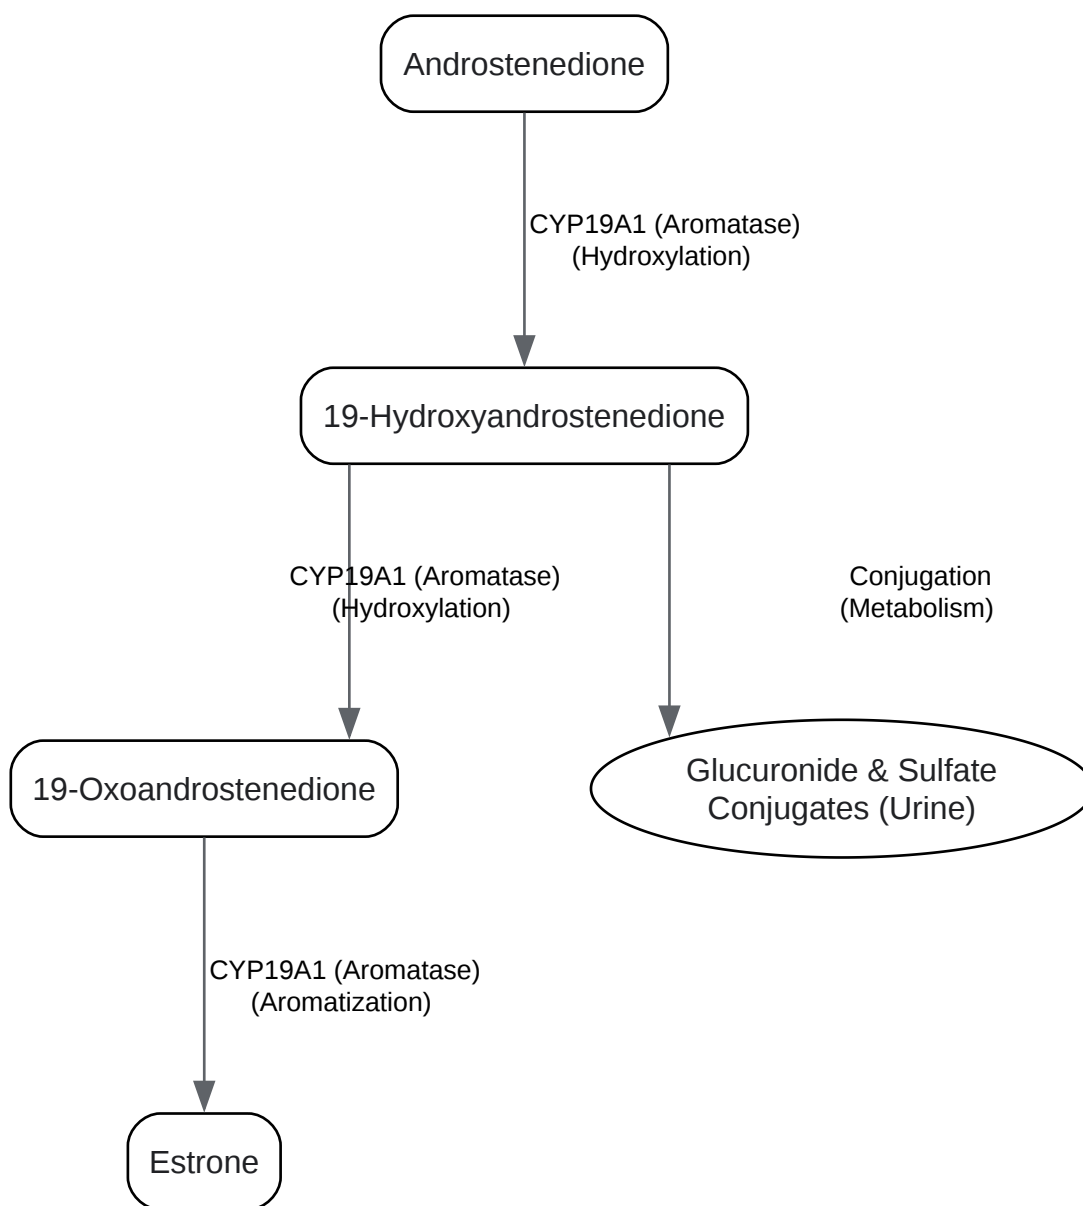 Androstenedione
CYP19A1 (Aromatase)
(Hydroxylation)
19-Hydroxyandrostenedione
CYP19A1 (Aromatase)
(Hydroxylation)
Conjugation
(Metabolism)
19-Oxoandrostenedione
Glucuronide & Sulfate
Conjugates (Urine)
CYP19A1 (Aromatase)
(Aromatization)
Estrone